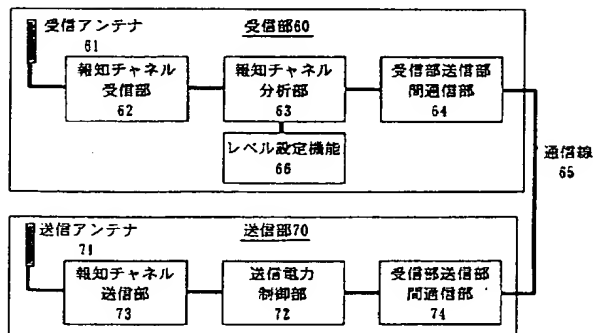 受信アンテナ
61
受信部60
報知チャネル
受信部
62
報知チャネル
分析部
63
受信部送信部
間通信部
64
レベル設定機能
66
通信線
65
送信アンテナ
71
送信部70
報知チャネル
送信部
73
送信電力
制御部
72
受信部送信部
間通信部
74